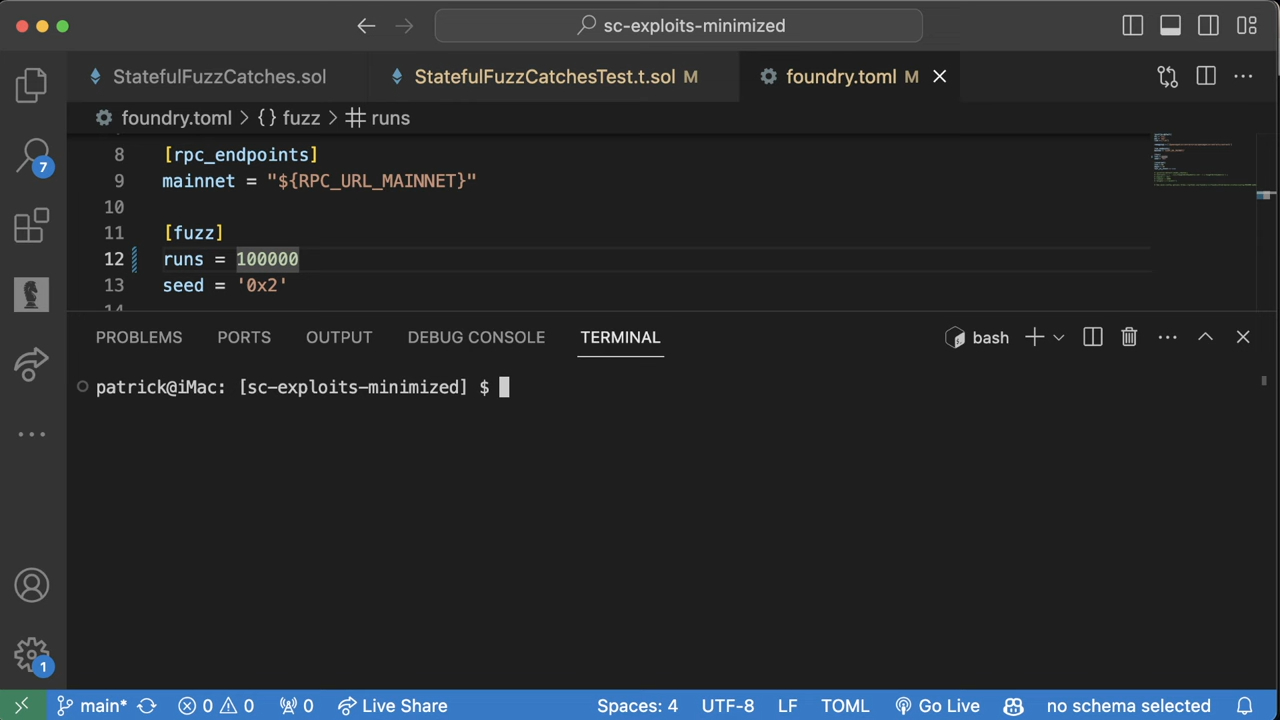 sc-exploits-minimized
StatefulFuzzCatches.sol
StatefulFuzzCatchesTest.t.sol M
foundry.toml M
foundry.toml > {} fuzz > runs
8 [rpc_endpoints]
9 mainnet = "${RPC_URL_MAINNET}"
10
11 [fuzz]
12 runs = 100000
13 seed = '0x2'
7
PROBLEMS PORTS OUTPUT DEBUG CONSOLE TERMINAL
bash
patrick@iMac: [sc-exploits-minimized] $
1
main* 0 0 0 Live Share Spaces: 4 UTF-8 LF TOML Go Live no schema selected